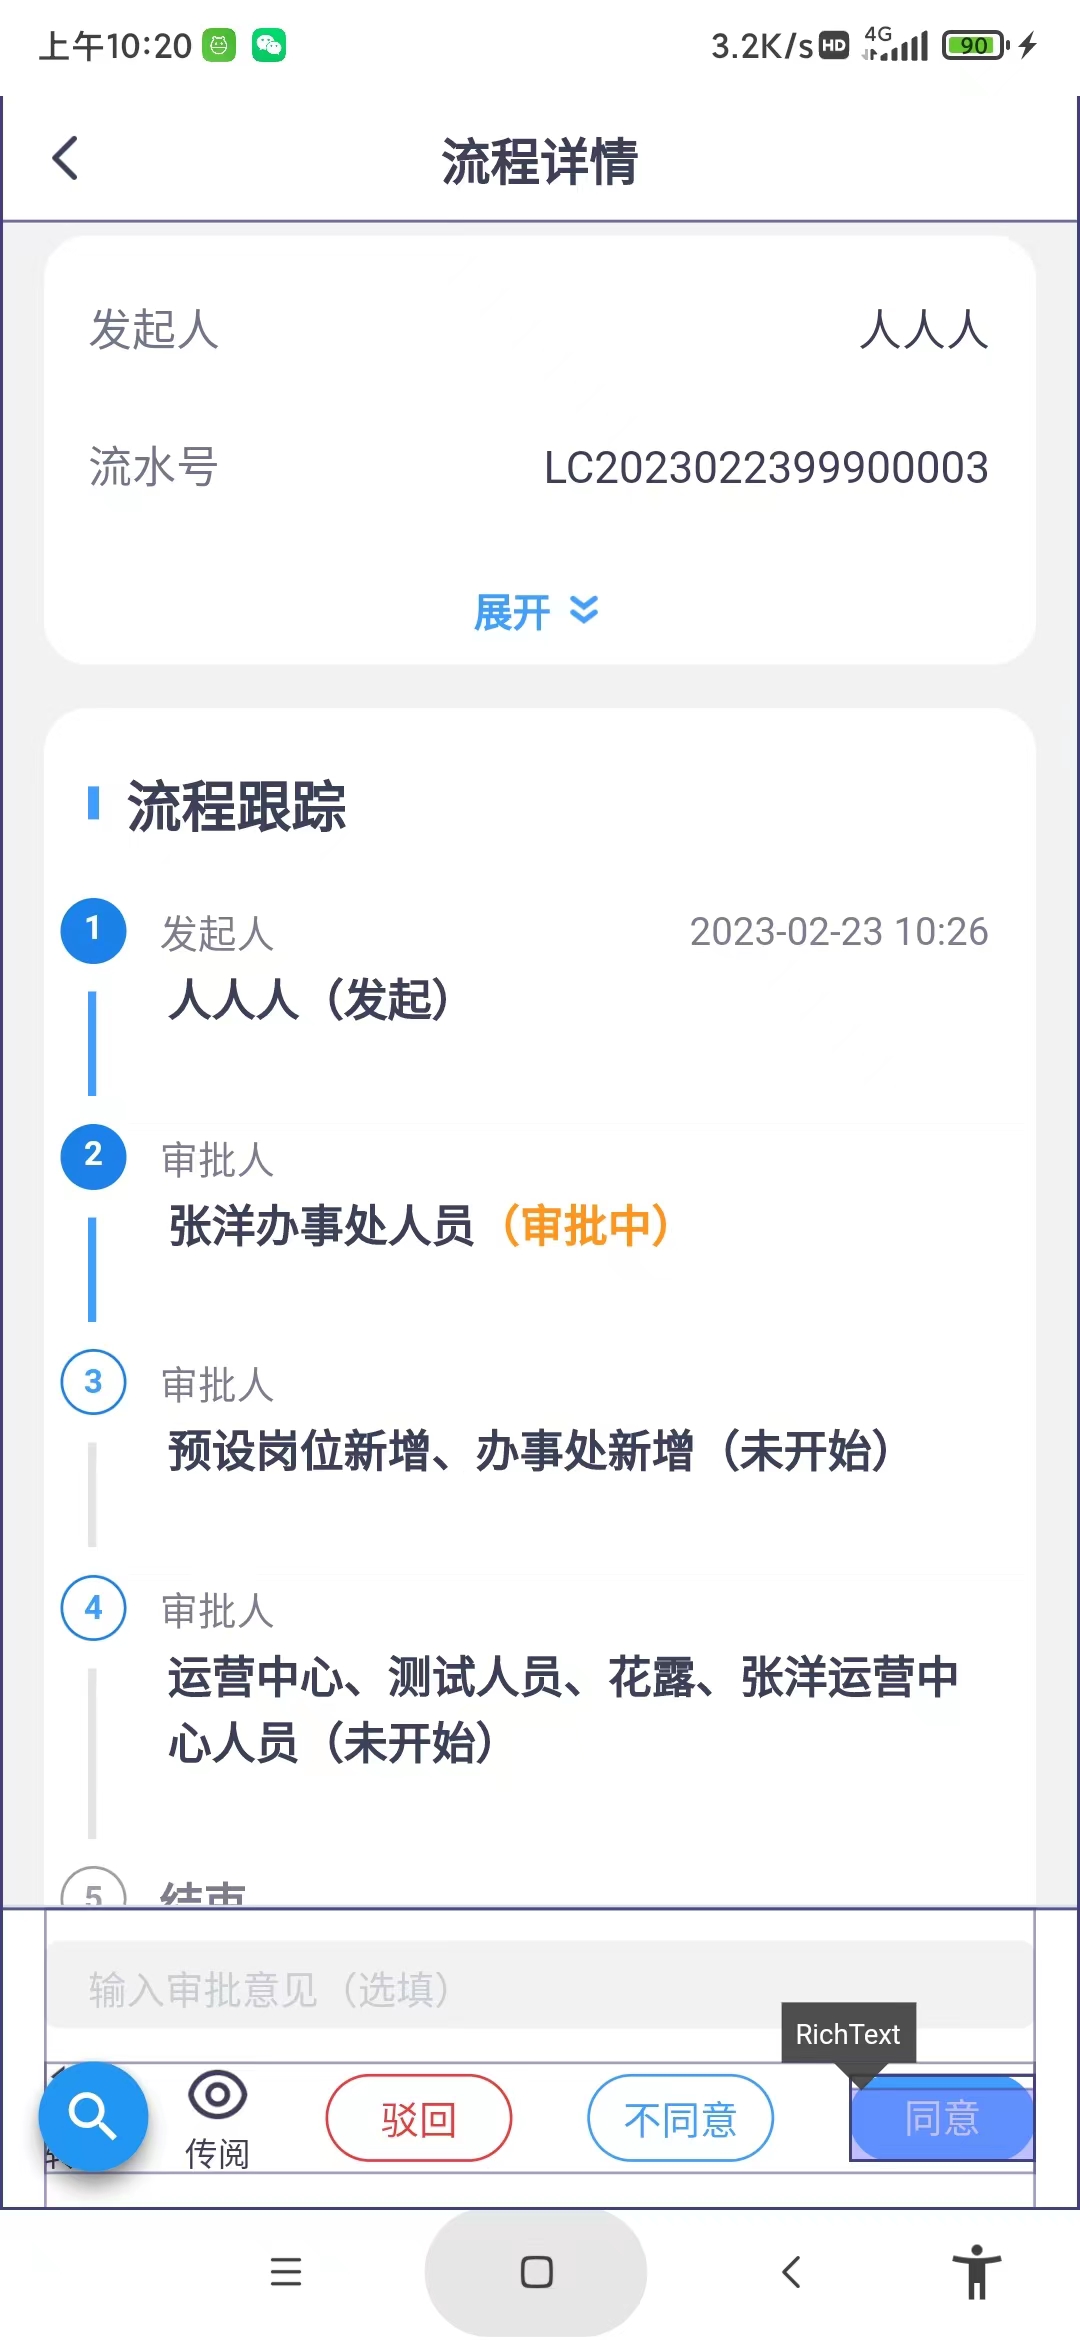 上午10:20
3.2K/s HD 4G 90
流程详情
发起人 人人人
流水号 LC2023022399900003
展开
流程跟踪
1 发起人 2023-02-23 10:26
人人人（发起）
2 审批人
张洋办事处人员（审批中）
3 审批人
预设岗位新增、办事处新增（未开始）
4 审批人
运营中心、测试人员、花露、张洋运营中
心人员（未开始）
5 结束
输入审批意见（选填）
RichText
传阅 驳回 不同意 同意